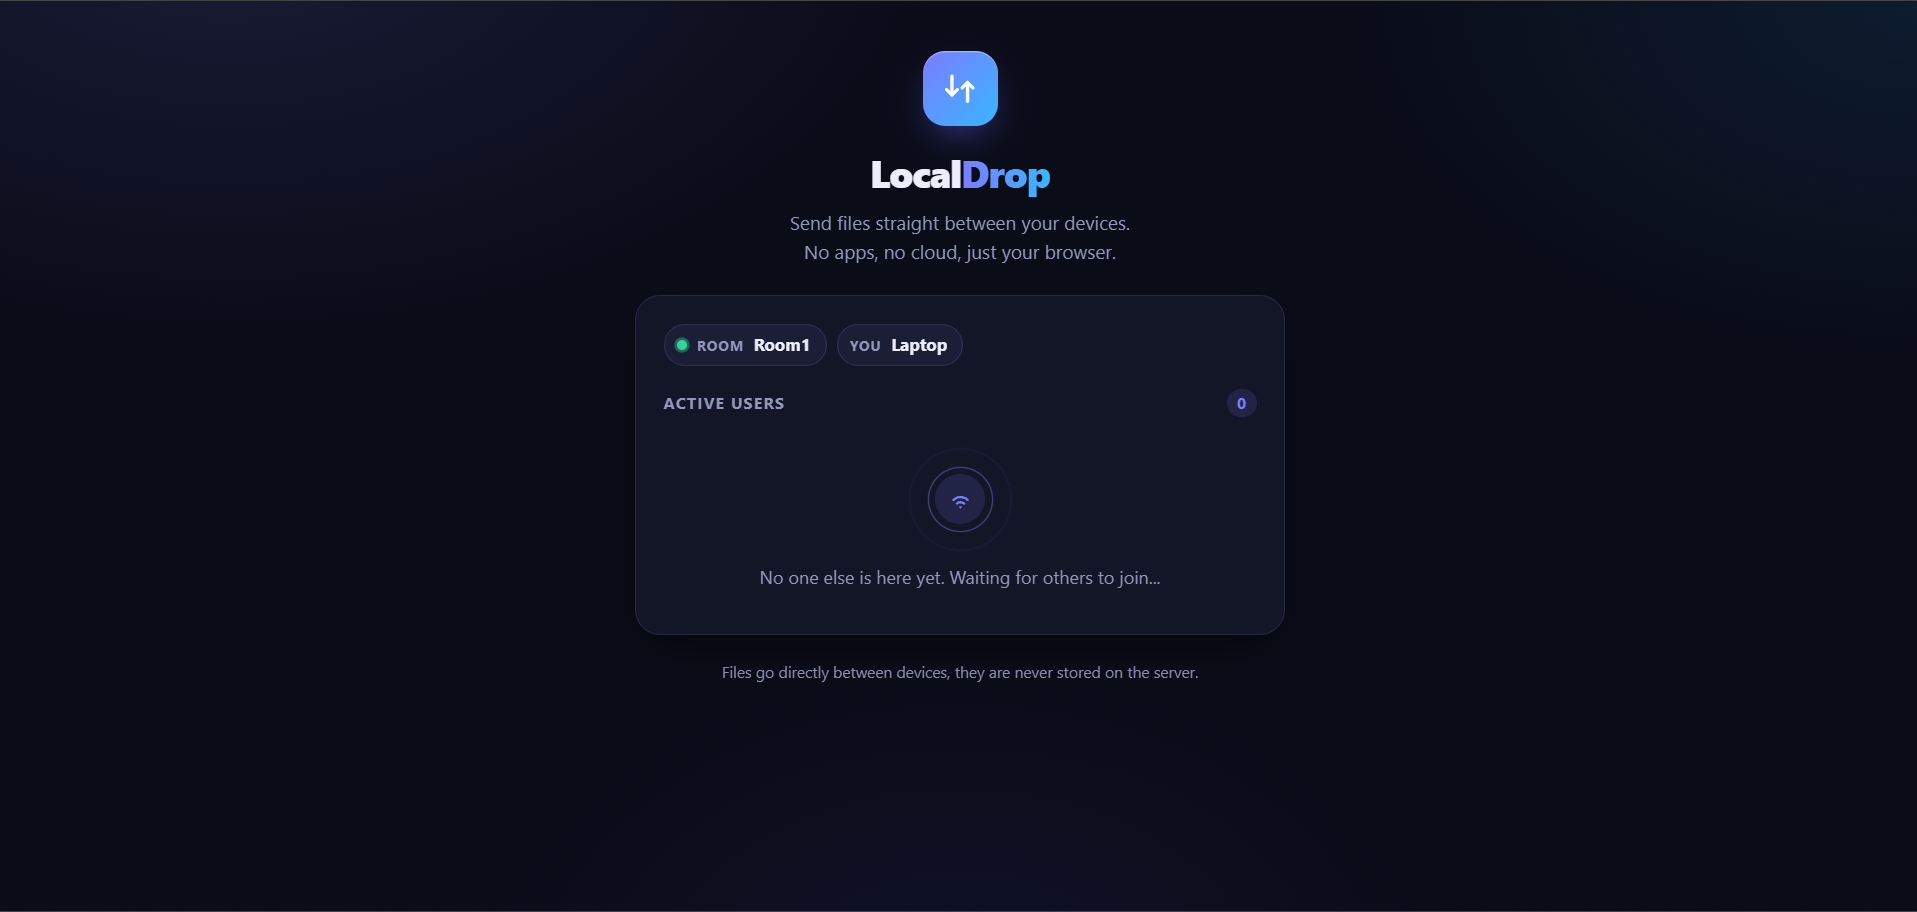 LocalDrop
Send files straight between your devices.
No apps, no cloud, just your browser.
ROOM Room1 YOU Laptop
ACTIVE USERS 0
No one else is here yet. Waiting for others to join...
Files go directly between devices, they are never stored on the server.